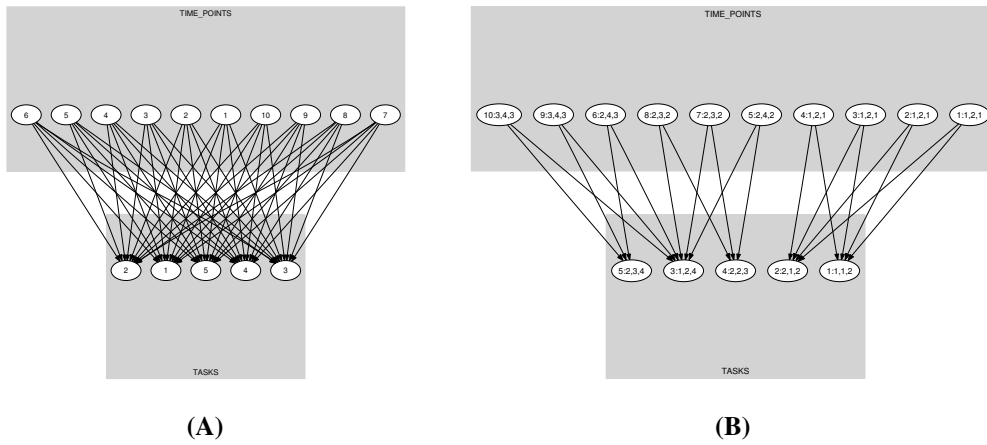 TIME_POINTS
6 5 4 3 2 1 10 9 8 7
2 1 5 4 3
TASKS
(A)
TIME_POINTS
10:3,4,3 9:3,4,3 6:2,4,3 8:2,3,2 7:2,3,2 5:2,4,2 4:1,2,1 3:1,2,1 2:1,2,1 1:1,2,1
5:2,3,4 3:1,2,4 4:2,2,3 2:2,1,2 1:1,1,2
TASKS
(B)